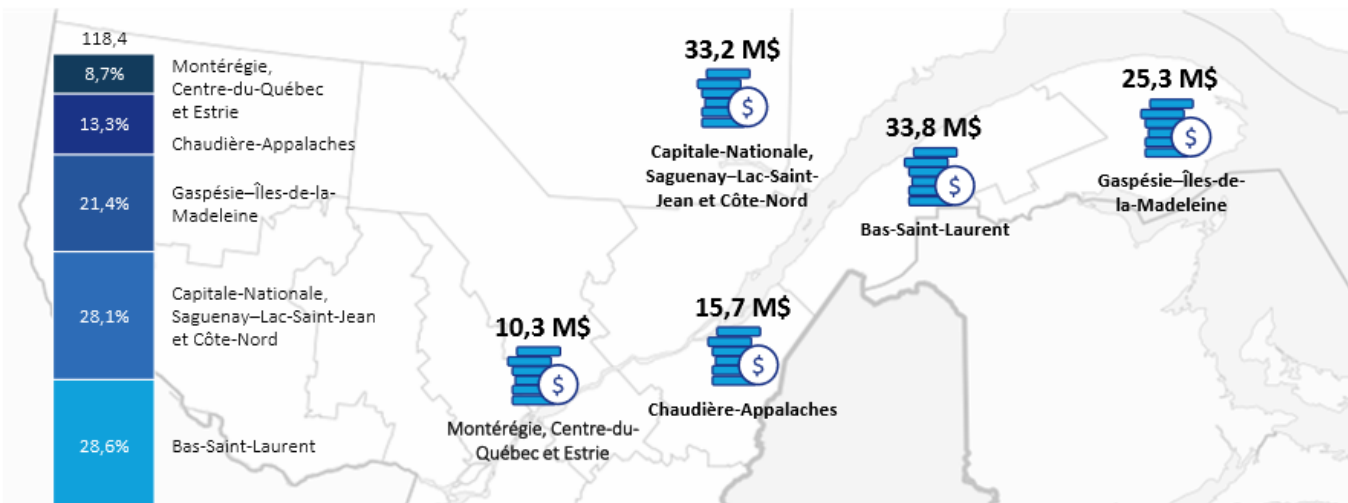 118,4
8,7%
Montérégie,
Centre-du-Québec
et Estrie
13,3%
Chaudière-Appalaches
21,4%
Gaspésie–Îles-de-la-
Madeleine
28,1%
Capitale-Nationale,
Saguenay–Lac-Saint-Jean
et Côte-Nord
28,6%
Bas-Saint-Laurent
33,2 M$
$
Capitale-Nationale,
Saguenay–Lac-Saint-
Jean et Côte-Nord
33,8 M$
$
Bas-Saint-Laurent
25,3 M$
$
Gaspésie–Îles-de-
la-Madeleine
10,3 M$
$
Montérégie, Centre-du-
Québec et Estrie
15,7 M$
$
Chaudière-Appalaches